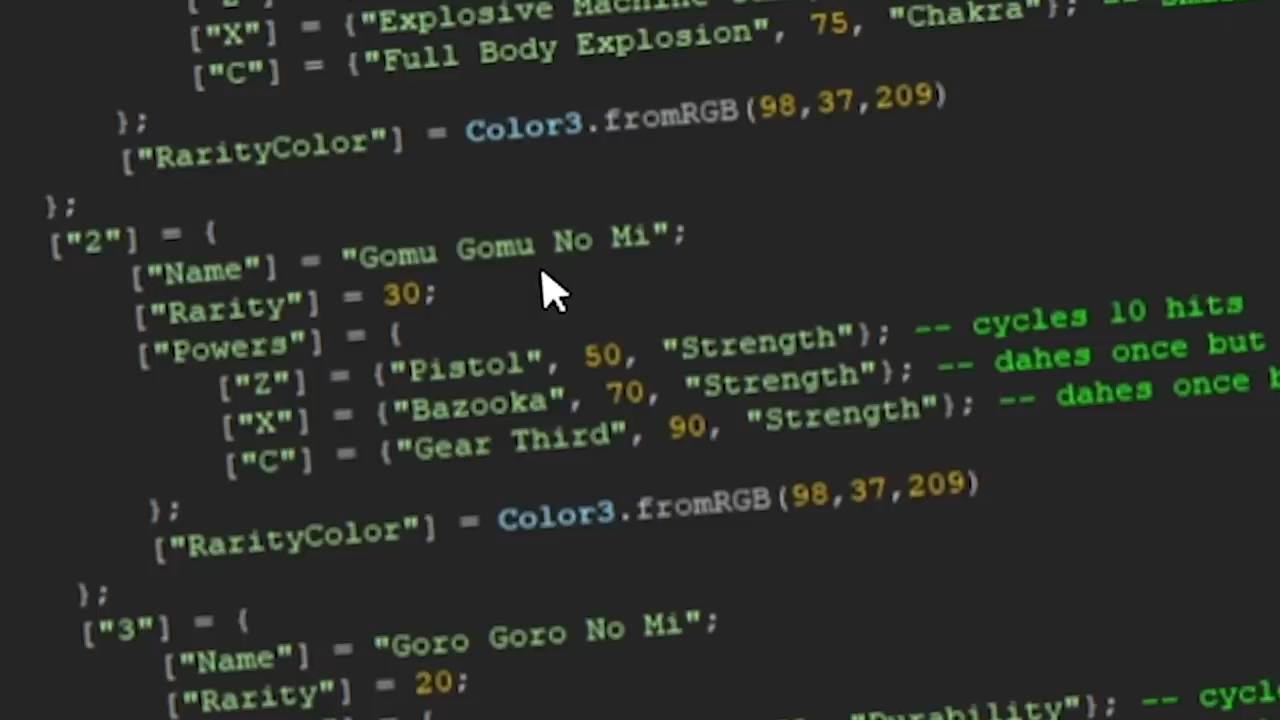 ["X"] = {"Explosive Machine
["C"] = {"Full Body Explosion", 75, "Chakra"}; --
};
["RarityColor"] = Color3.fromRGB(98,37,209)
};
["2"] = {
["Name"] = "Gomu Gomu No Mi";
["Rarity"] = 30;
["Powers"] = {
["Z"] = {"Pistol", 50, "Strength"}; -- cycles 10 hits
["X"] = {"Bazooka", 70, "Strength"}; -- dahes once but
["C"] = {"Gear Third", 90, "Strength"}; -- dahes once
};
["RarityColor"] = Color3.fromRGB(98,37,209)
};
["3"] = {
["Name"] = "Goro Goro No Mi";
["Rarity"] = 20;
"Durability"}; --